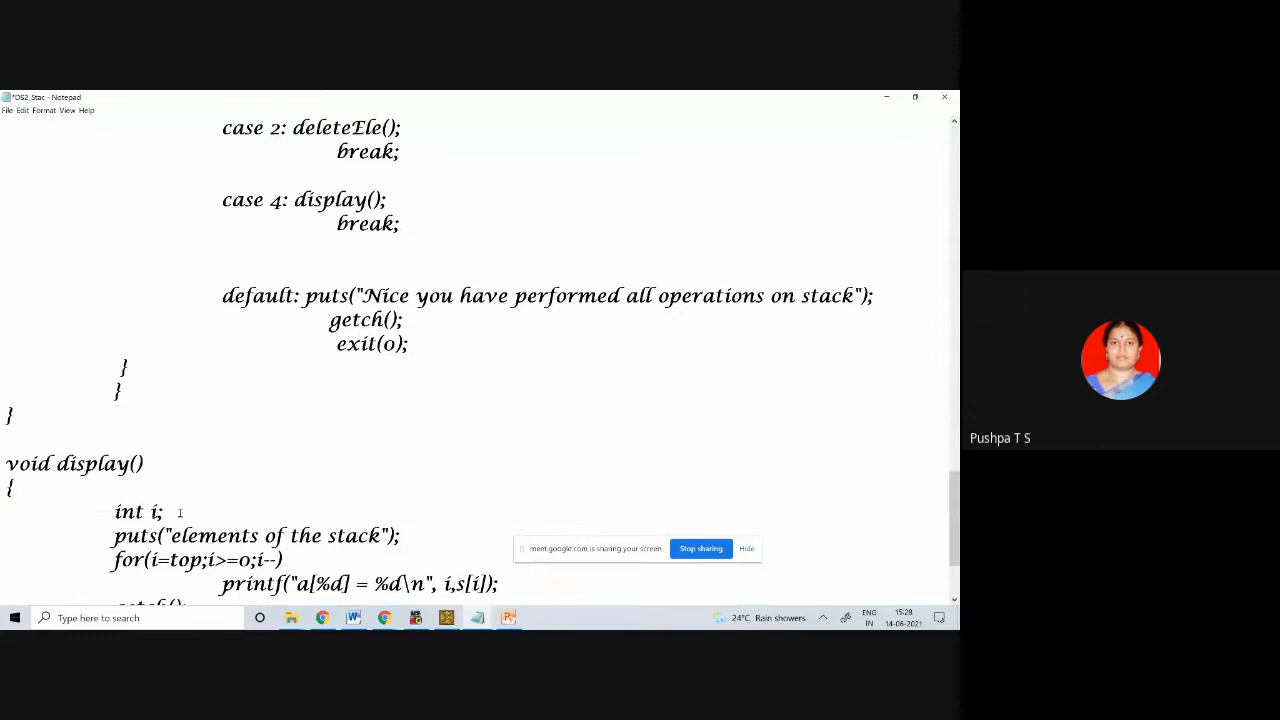 *DS2_Stac - Notepad
File Edit Format View Help
case 2: deleteEle();
break;
case 4: display();
break;
default: puts("Nice you have performed all operations on stack");
getch();
exit(0);
}
}
}
void display()
{
int i;
puts("elements of the stack");
for(i=top;i>=0;i--)
printf("a[%d] = %d\n", i,s[i]);
getch();
meet.google.com is sharing your screen
Stop sharing
Hide
Pushpa T S
Type here to search
24°C Rain showers
ENG
IN
15:28
14-06-2021